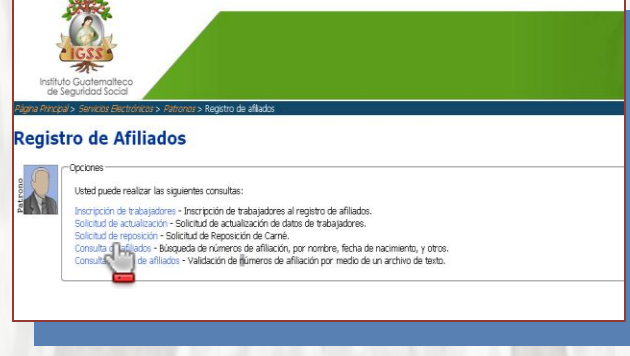 IGSS
Instituto Guatemalteco
de Seguridad Social
Página Principal > Servicios Electrónicos > Patronos > Registro de afiliados
Registro de Afiliados
Patrono
Opciones
Usted puede realizar las siguientes consultas:
Inscripción de trabajadores - Inscripción de trabajadores al registro de afiliados.
Solicitud de actualización - Solicitud de actualización de datos de trabajadores.
Solicitud de reposición - Solicitud de Reposición de Carné.
Consulta de afiliados - Búsqueda de números de afiliación, por nombre, fecha de nacimiento, y otros.
Consulta de afiliados - Validación de números de afiliación por medio de un archivo de texto.